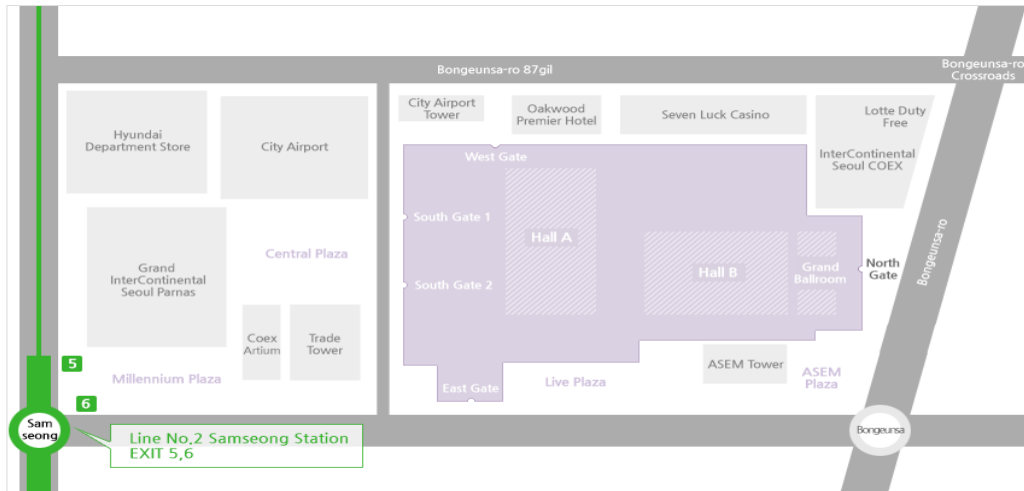 Bongeunsa-ro 87gil
Bongeunsa-ro
Crossroads
Hyundai
Department Store
City Airport
City Airport
Tower
Oakwood
Premier Hotel
Seven Luck Casino
Lotte Duty
Free
InterContinental
Seoul COEX
West Gate
South Gate 1
Hall A
South Gate 2
Hall B
Grand
Ballroom
North
Gate
Bongeunsa-ro
Central Plaza
Grand
InterContinental
Seoul Parnas
Coex
Artium
Trade
Tower
5
Millennium Plaza
6
East Gate
Live Plaza
ASEM Tower
ASEM
Plaza
Sam
seong
Line No.2 Samseong Station
EXIT 5,6
Bongeunsa